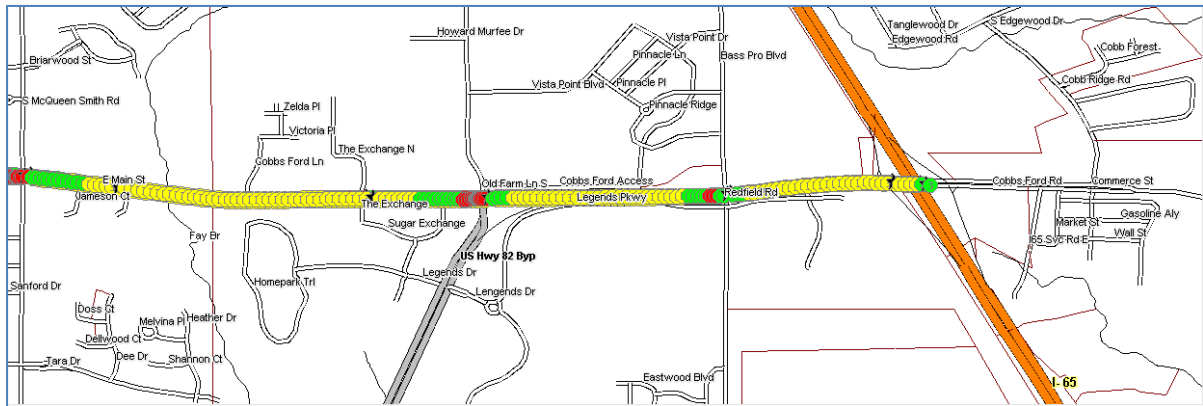 Briarwood St
S McQueen Smith Rd
Howard Murfee Dr
Vista Point Dr
Pinnacle Ln
Bass Pro Blvd
Tanglewood Dr
Edgewood Rd
S Edgewood Dr
Cobb Forest
Cobb Ridge Rd
Vista Point Blvd
Pinnacle Pl
Pinnacle Ridge
Zelda Pl
Victoria Pl
The Exchange N
Cobbs Ford Ln
E Main St
Jameson Ct
Old Farm Ln S
Cobbs Ford Access
Legends Pkwy
Redfield Rd
Cobbs Ford Rd
Commerce St
The Exchange
Sugar Exchange
Gasoline Aly
Market St
Wall St
I65 Svc Rd E
Fay Br
US Hwy 82 Byp
Legends Dr
Lengends Dr
Homepark Trl
Sanford Dr
Doss Ct
Melvina Pl
Heather Dr
Dellwood Ct
Dee Dr
Shannon Ct
Tara Dr
Eastwood Blvd
I-65